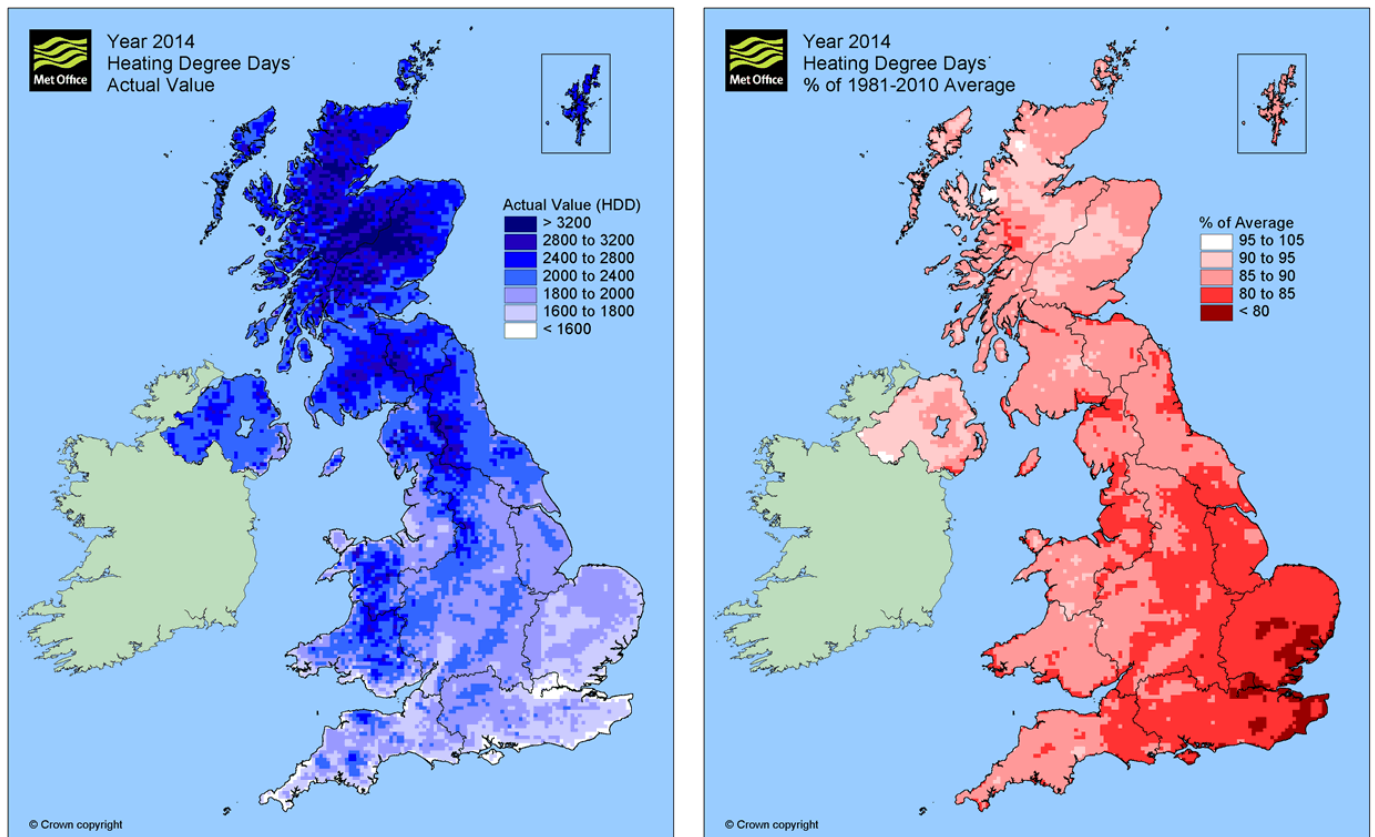 Met Office
Year 2014
Heating Degree Days
Actual Value
Actual Value (HDD)
> 3200
2800 to 3200
2400 to 2800
2000 to 2400
1800 to 2000
1600 to 1800
< 1600
© Crown copyright
Met Office
Year 2014
Heating Degree Days
% of 1981-2010 Average
% of Average
95 to 105
90 to 95
85 to 90
80 to 85
< 80
© Crown copyright